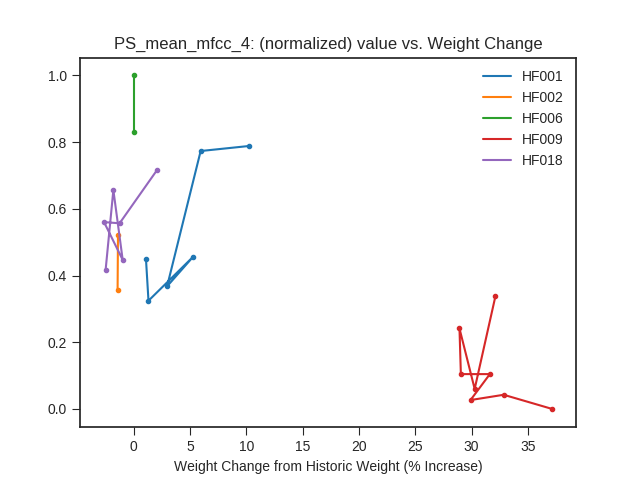 PS_mean_mfcc_4: (normalized) value vs. Weight Change
1.0
0.8
0.6
0.4
0.2
0.0
HF001
HF002
HF006
HF009
HF018
0 5 10 15 20 25 30 35
Weight Change from Historic Weight (% Increase)